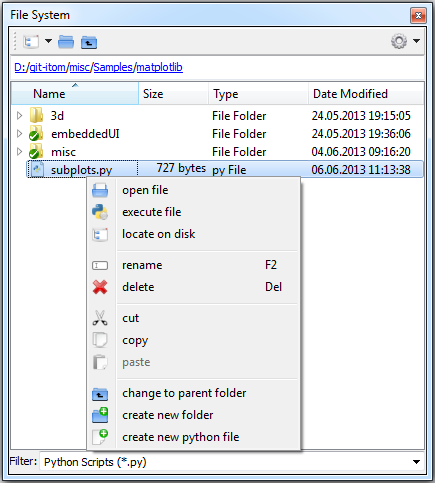 File System
D:/git-itom/misc/Samples/matplotlib
Name Size Type Date Modified
3d File Folder 24.05.2013 19:15:05
embeddedUI File Folder 24.05.2013 19:36:06
misc File Folder 04.06.2013 09:16:20
subplots.py 727 bytes py File 06.06.2013 11:13:38
open file
execute file
locate on disk
rename F2
delete Del
cut
copy
paste
change to parent folder
create new folder
create new python file
Filter: Python Scripts (*.py)